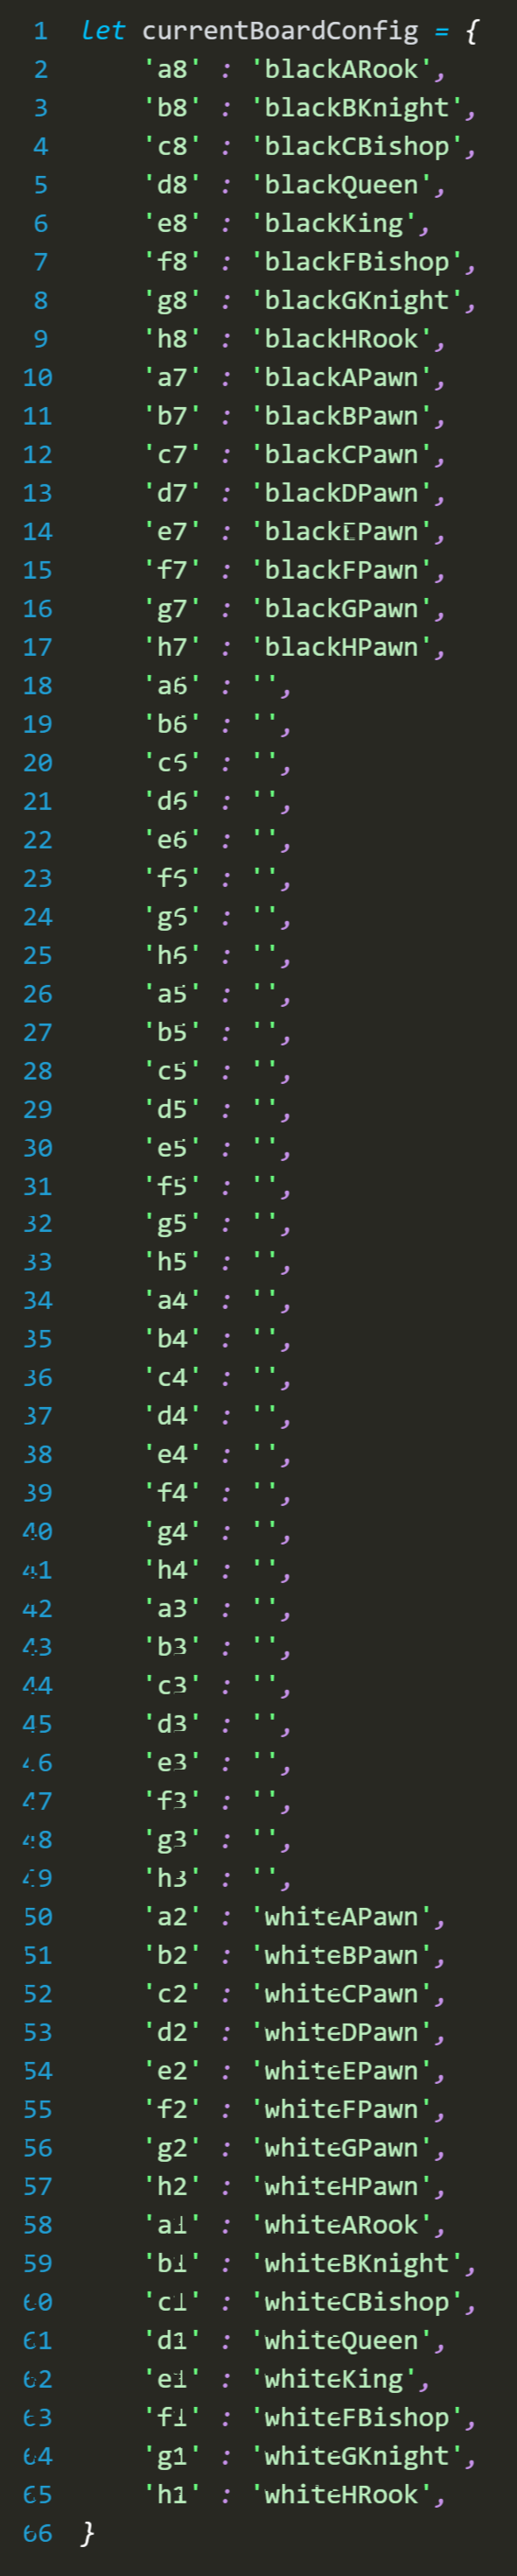 1 let currentBoardConfig = {
2 'a8' : 'blackARook',
3 'b8' : 'blackBKnight',
4 'c8' : 'blackCBishop',
5 'd8' : 'blackQueen',
6 'e8' : 'blackKing',
7 'f8' : 'blackFBishop',
8 'g8' : 'blackGKnight',
9 'h8' : 'blackHRook',
10 'a7' : 'blackAPawn',
11 'b7' : 'blackBPawn',
12 'c7' : 'blackCPawn',
13 'd7' : 'blackDPawn',
14 'e7' : 'blackEPawn',
15 'f7' : 'blackFPawn',
16 'g7' : 'blackGPawn',
17 'h7' : 'blackHPawn',
18 'a6' : '',
19 'b6' : '',
20 'c6' : '',
21 'd6' : '',
22 'e6' : '',
23 'f6' : '',
24 'g6' : '',
25 'h6' : '',
26 'a5' : '',
27 'b5' : '',
28 'c5' : '',
29 'd5' : '',
30 'e5' : '',
31 'f5' : '',
32 'g5' : '',
33 'h5' : '',
34 'a4' : '',
35 'b4' : '',
36 'c4' : '',
37 'd4' : '',
38 'e4' : '',
39 'f4' : '',
40 'g4' : '',
41 'h4' : '',
42 'a3' : '',
43 'b3' : '',
44 'c3' : '',
45 'd3' : '',
46 'e3' : '',
47 'f3' : '',
48 'g3' : '',
49 'h3' : '',
50 'a2' : 'whiteAPawn',
51 'b2' : 'whiteBPawn',
52 'c2' : 'whiteCPawn',
53 'd2' : 'whiteDPawn',
54 'e2' : 'whiteEPawn',
55 'f2' : 'whiteFPawn',
56 'g2' : 'whiteGPawn',
57 'h2' : 'whiteHPawn',
58 'a1' : 'whiteARook',
59 'b1' : 'whiteBKnight',
60 'c1' : 'whiteCBishop',
61 'd1' : 'whiteQueen',
62 'e1' : 'whiteKing',
63 'f1' : 'whiteFBishop',
64 'g1' : 'whiteGKnight',
65 'h1' : 'whiteHRook',
66 }